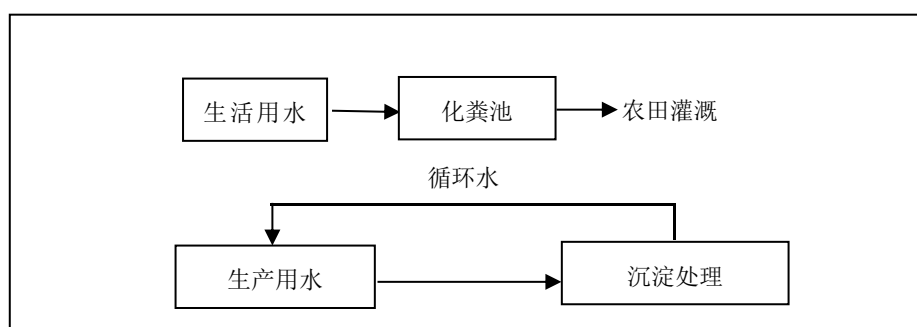 生活用水
化粪池
农田灌溉
循环水
生产用水
沉淀处理